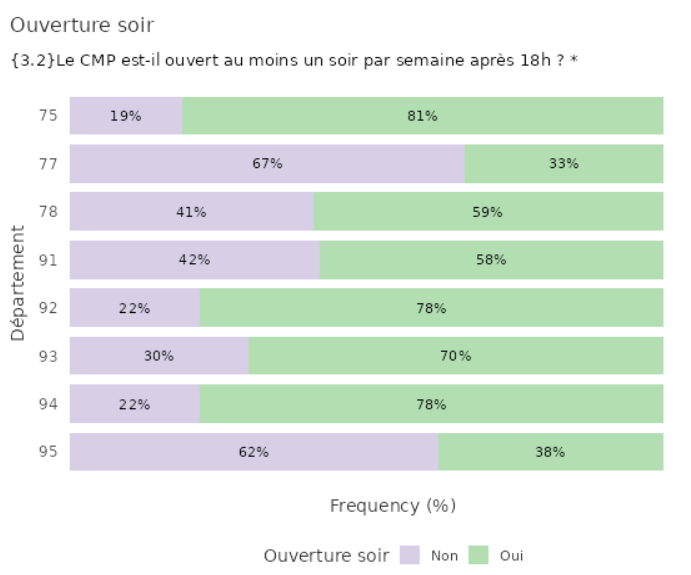 Ouverture soir
{3.2}Le CMP est-il ouvert au moins un soir par semaine après 18h ? *
Département
75 19% 81%
77 67% 33%
78 41% 59%
91 42% 58%
92 22% 78%
93 30% 70%
94 22% 78%
95 62% 38%
Frequency (%)
Ouverture soir Non Oui